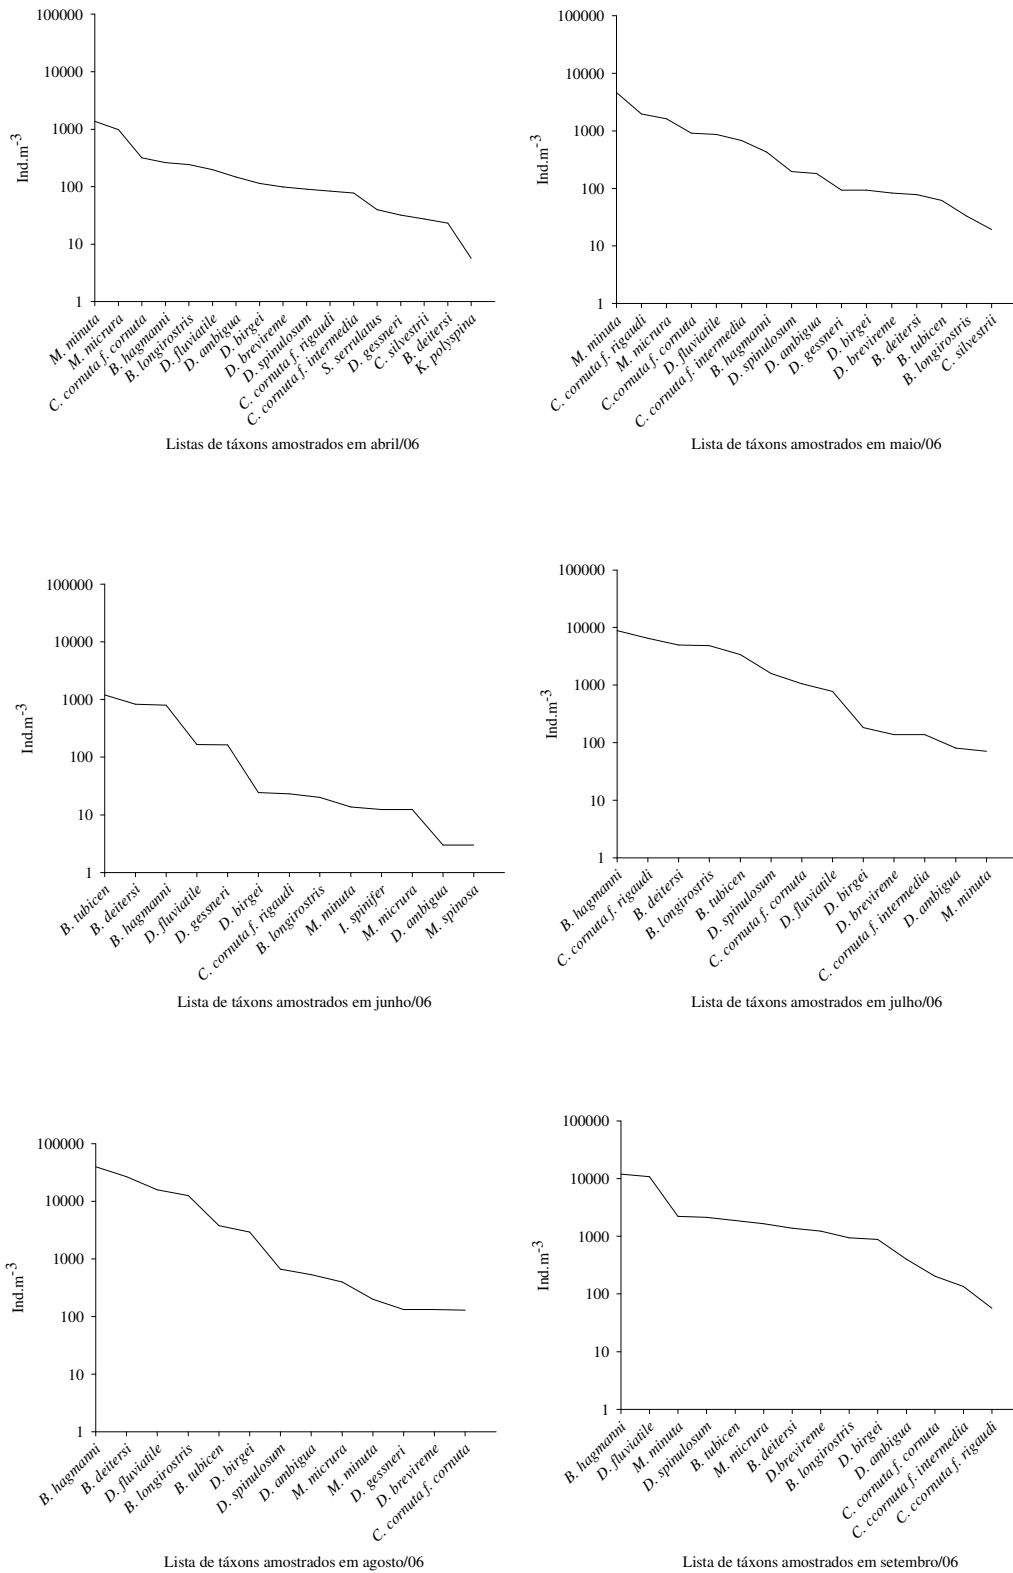 100000
10000
1000
100
10
1
Ind.m-3
M. minuta
M. micrura
C. cornuta f. cornuta
B. hagmanni
B. longirostris
D. fluviatile
D. ambigua
D. birgei
D. brevireme
D. spinulosum
C. cornuta f. rigaudi
C. cornuta f. intermedia
S. serrulatus
D. gessneri
C. silvestrii
B. deitersi
K. polyspina
Listas de táxons amostrados em abril/06
100000
10000
1000
100
10
1
Ind.m-3
M. minuta
C. cornuta f. rigaudi
M. micrura
C.cornuta f. cornuta
D. fluviatile
C. cornuta f. intermedia
B. hagmanni
D. spinulosum
D. ambigua
D. gessneri
D. birgei
D. brevireme
B. deitersi
B. tubicen
B. longirostris
C. silvestrii
Lista de táxons amostrados em maio/06
100000
10000
1000
100
10
1
Ind.m-3
B. tubicen
B. deitersi
B. hagmanni
D. fluviatile
D. gessneri
D. birgei
C. cornuta f. rigaudi
B. longirostris
M. minuta
I. spinifer
M. micrura
D. ambigua
M. spinosa
Lista de táxons amostrados em junho/06
100000
10000
1000
100
10
1
Ind.m-3
B. hagmanni
C. cornuta f. rigaudi
B. deitersi
B. longirostris
B. tubicen
D. spinulosum
C. cornuta f. cornuta
D. fluviatile
D. birgei
D. brevireme
C. cornuta f. intermedia
D. ambigua
M. minuta
Lista de táxons amostrados em julho/06
100000
10000
1000
100
10
1
Ind.m-3
B. hagmanni
B. deitersi
D. fluviatile
B. longirostris
B. tubicen
D. birgei
D. spinulosum
D. ambigua
M. micrura
M. minuta
D. gessneri
D. brevireme
C. cornuta f. cornuta
Lista de táxons amostrados em agosto/06
100000
10000
1000
100
10
1
Ind.m-3
B. hagmanni
D. fluviatile
M. minuta
D. spinulosum
B. tubicen
M. micrura
B. deitersi
D.brevireme
B. longirostris
D. birgei
D. ambigua
C. cornuta f. cornuta
C. ccornuta f. intermedia
C. ccornuta f. rigaudi
Lista de táxons amostrados em setembro/06